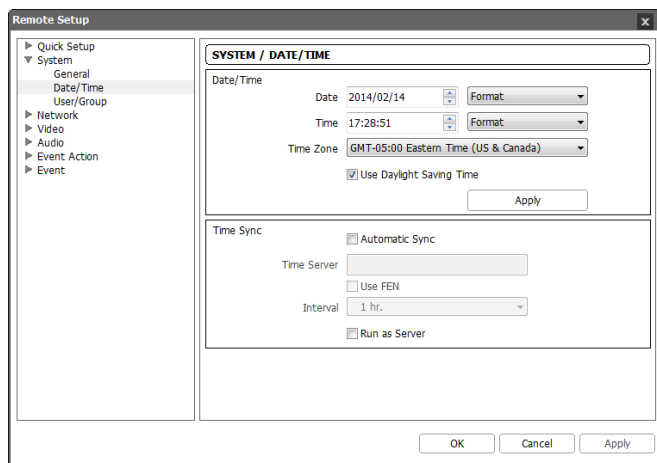 Remote Setup
x
Quick Setup
System
General
Date/Time
User/Group
Network
Video
Audio
Event Action
Event
SYSTEM / DATE/TIME
Date/Time
Date 2014/02/14 Format
Time 17:28:51 Format
Time Zone GMT-05:00 Eastern Time (US & Canada)
Use Daylight Saving Time
Apply
Time Sync
Automatic Sync
Time Server
Use FEN
Interval 1 hr.
Run as Server
OK Cancel Apply